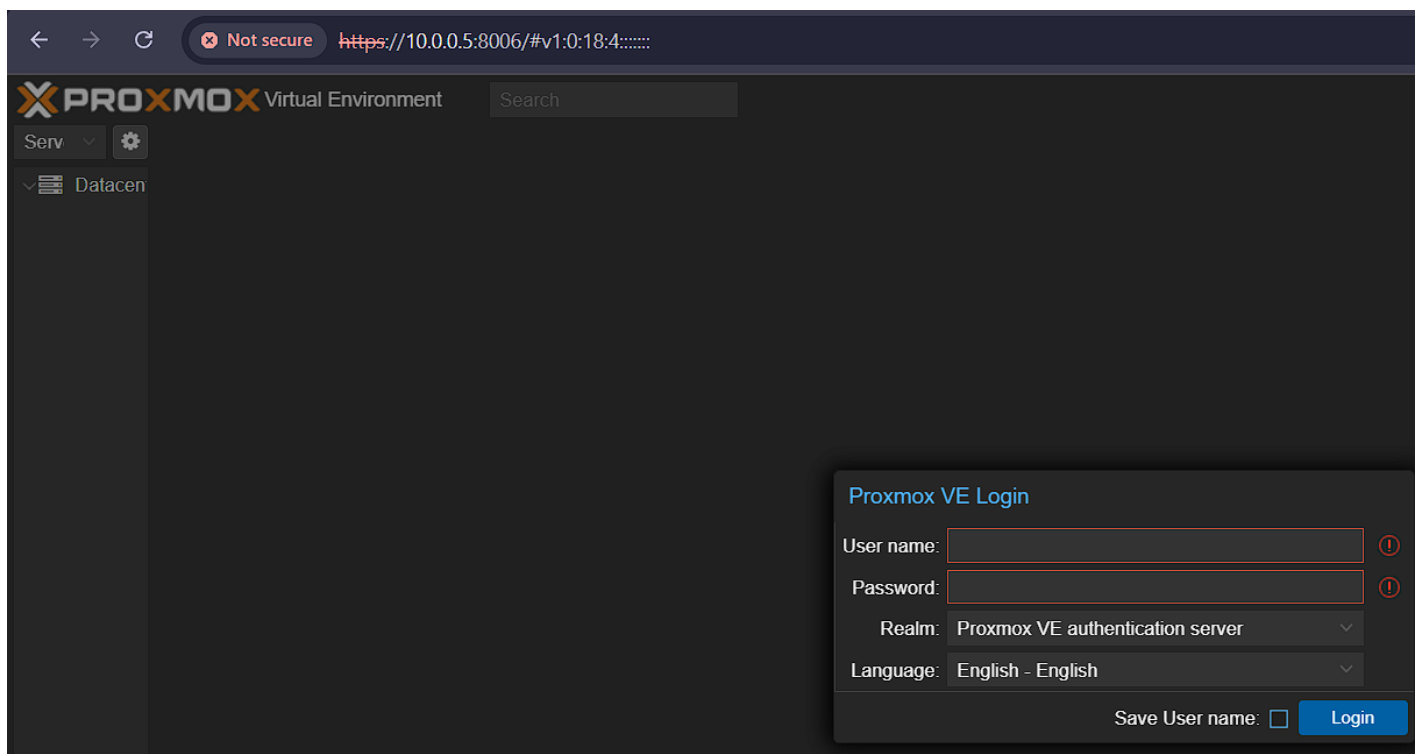 Not secure https://10.0.0.5:8006/#v1:0:18:4:::::::
PROXMOX Virtual Environment Search
Serv
Datacen
Proxmox VE Login
User name:
Password:
Realm: Proxmox VE authentication server
Language: English - English
Save User name: Login